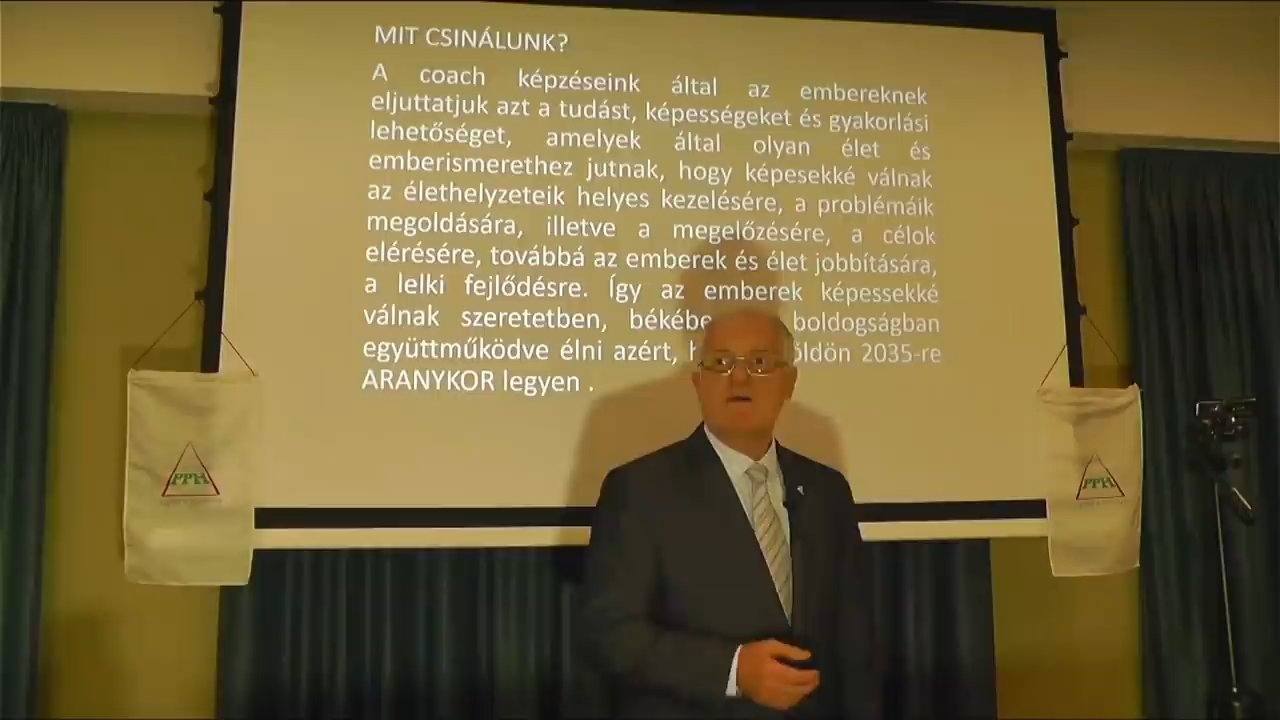 MIT CSINÁLUNK?
A coach képzéseink által az embereknek
eljuttatjuk azt a tudást, képességeket és gyakorlási
lehetőséget, amelyek által olyan élet és
emberismerethez jutnak, hogy képesekké válnak
az élethelyzeteik helyes kezelésére, a problémáik
megoldására, illetve a megelőzésére, a célok
elérésére, továbbá az emberek és élet jobbítására,
a lelki fejlődésre. Így az emberek képessekké
válnak szeretetben, békében boldogságban
együttműködve élni azért, 2035-re
ARANYKOR legyen .
PPH
PPH